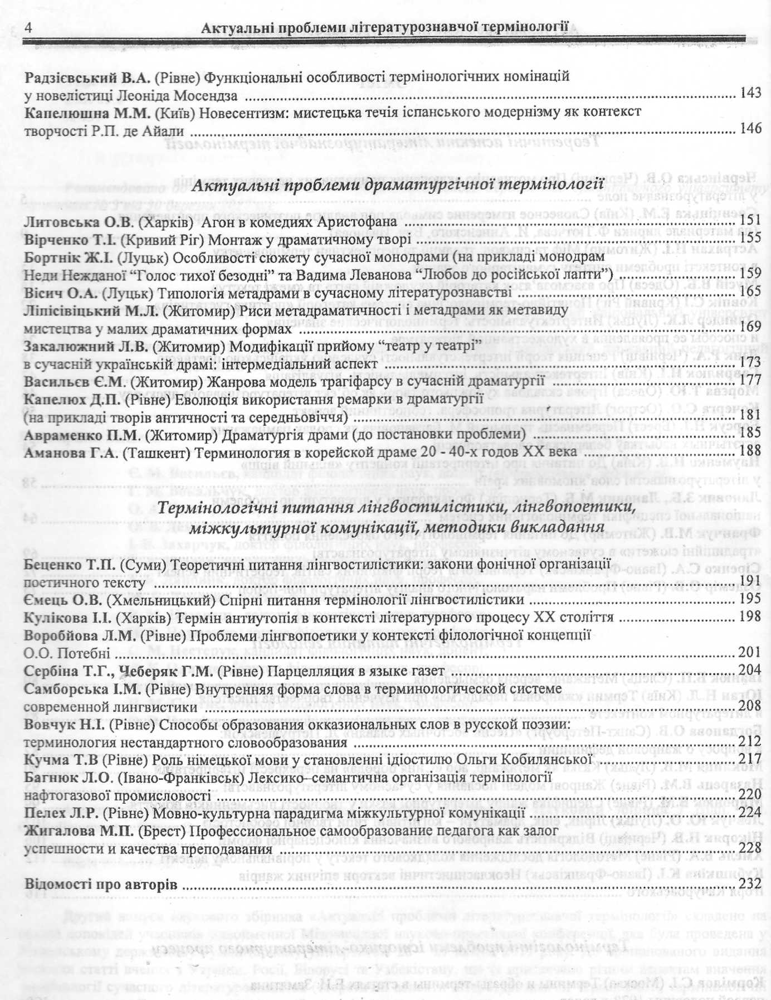 4 Актуальні проблеми літературознавчої термінології
Радзієвський В.А. (Рівне) Функціональні особливості термінологічних номінацій
у новелістиці Леоніда Мосендза 143
Капелюшна М.М. (Київ) Новесентизм: мистецька течія іспанського модернізму як контекст
творчості Р.П. де Айали 146
Актуальні проблеми драматургічної термінології
Литовська О.В. (Харків) Агон в комедиях Аристофана 151
Вірченко Т.І. (Кривий Ріг) Монтаж у драматичному творі 155
Бортнік Ж.І. (Луцьк) Особливості сюжету сучасної монодрами (на прикладі монодрам
Неди Нежданої “Голос тихої безодні” та Вадима Леванова “Любов до російської лапти”) 159
Вісич О.А. (Луцьк) Типологія метадрами в сучасному літературознавстві 165
Ліпісівіцький М.Л. (Житомир) Риси метадраматичності і метадрами як метавиду
мистецтва у малих драматичних формах 169
Закалюжний Л.В. (Житомир) Модифікації прийому “театр у театрі”
в сучасній українській драмі: інтермедіальний аспект 173
Васильєв Є.М. (Житомир) Жанрова модель трагіфарсу в сучасній драматургії 177
Капелюх Д.П. (Рівне) Еволюція використання ремарки в драматургії
(на прикладі творів античності та середньовіччя) 181
Авраменко П.М. (Житомир) Драматургія драми (до постановки проблеми) 185
Аманова Г.А. (Ташкент) Терминология в корейской драме 20 - 40-х годов ХХ века 188
Термінологічні питання лінгвостилістики, лінгвопоетики,
міжкультурної комунікації, методики викладання
Беценко Т.П. (Суми) Теоретичні питання лінгвостилістики: закони фонічної організації
поетичного тексту 191
Ємець О.В. (Хмельницький) Спірні питання термінології лінгвостилістики 195
Кулікова І.І. (Харків) Термін антиутопія в контексті літературного процесу ХХ століття 198
Воробйова Л.М. (Рівне) Проблеми лінгвопоетики у контексті філологічної концепції
О.О. Потебні 201
Сербіна Т.Г., Чеберяк Г.М. (Рівне) Парцелляция в языке газет 204
Самборська І.М. (Рівне) Внутренняя форма слова в терминологической системе
современной лингвистики 208
Вовчук Н.І. (Рівне) Способы образования окказиональных слов в русской поэзии:
терминология нестандартного словообразования 212
Кучма Т.В (Рівне) Роль німецької мови у становленні ідіостилю Ольги Кобилянської 217
Багнюк Л.О. (Івано-Франківськ) Лексико–семантична організація термінології
нафтогазової промисловості 220
Пелех Л.Р. (Рівне) Мовно-культурна парадигма міжкультурної комунікації 224
Жигалова М.П. (Брест) Профессиональное самообразование педагога как залог
успешности и качества преподавания 228
Відомості про авторів 232